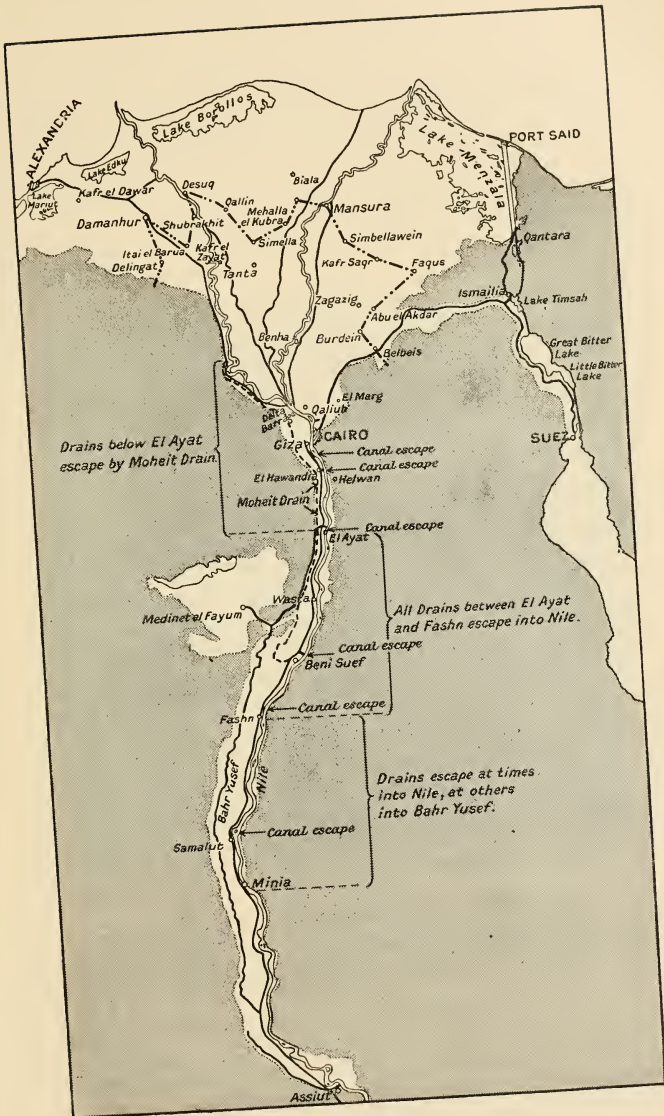 ALEXANDRIA
Lake Borollos
Lake Edku
Lake
Mariut
Kafr el Dawar
Desuq
Biala
Lake Menzala
PORT SAID
Qallin
Mehalla
el Kubra
Mansura
Damanhur
Shubrakhit
Simella
Simbellawein
Qantara
Itai el Barua
Kafr el
Zayat
Delingat
Tanta
Kafr Saqr
Faqus
Zagazig
Abu el Akdar
Ismailia
Lake Timsah
Benha
Burdein
Belbeis
Great Bitter
Lake
Little Bitter
Lake
El Marg
Delta
Barra
Qaliub
SUEZ
CAIRO
Giza
Drains below El Ayat
escape by Moheit Drain.
Canal escape
Canal escape
El Hawandia
Helwan
Moheit Drain
Canal escape
El Ayat
Wasta
Medinet el Fayum
All Drains between El Ayat
and Fashn escape into Nile.
Canal escape
Beni Suef
Canal escape
Fashn
Bahr Yusef
Nile
Drains escape at times
into Nile, at others
into Bahr Yusef.
Canal escape
Samalut
Minia
Assiut